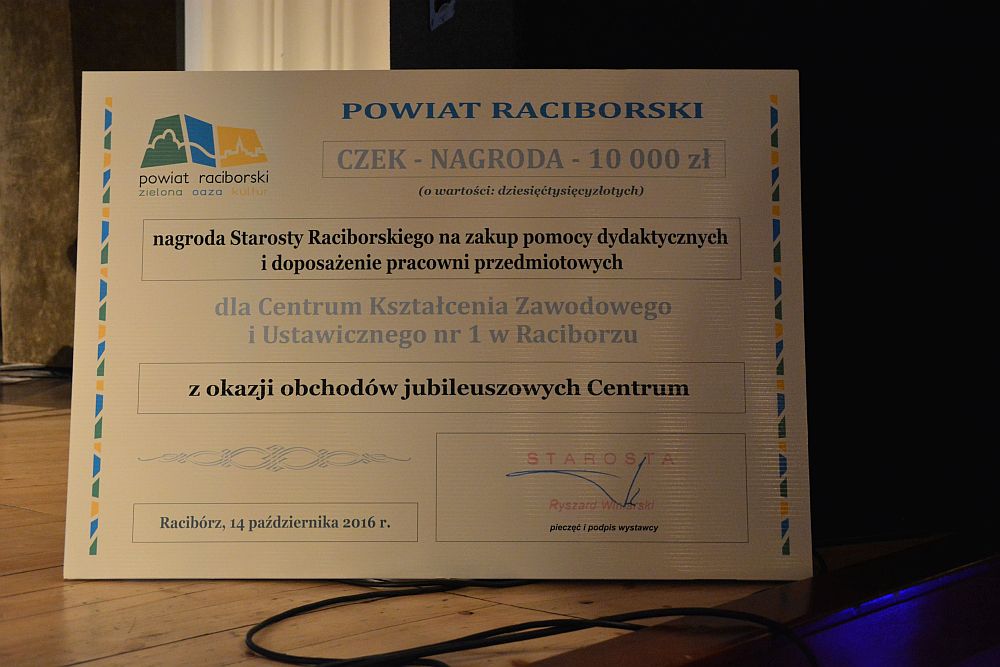 POWIAT RACIBORSKI
powiat raciborski
zielona oaza kultur
CZEK - NAGRODA - 10 000 zł
(o wartości: dziesięćtysięcyzłotych)
nagroda Starosty Raciborskiego na zakup pomocy dydaktycznych
i doposażenie pracowni przedmiotowych
dla Centrum Kształcenia Zawodowego
i Ustawicznego nr 1 w Raciborzu
z okazji obchodów jubileuszowych Centrum
STAROSTA
Ryszard Winiarski
pieczęć i podpis wystawcy
Racibórz, 14 października 2016 r.